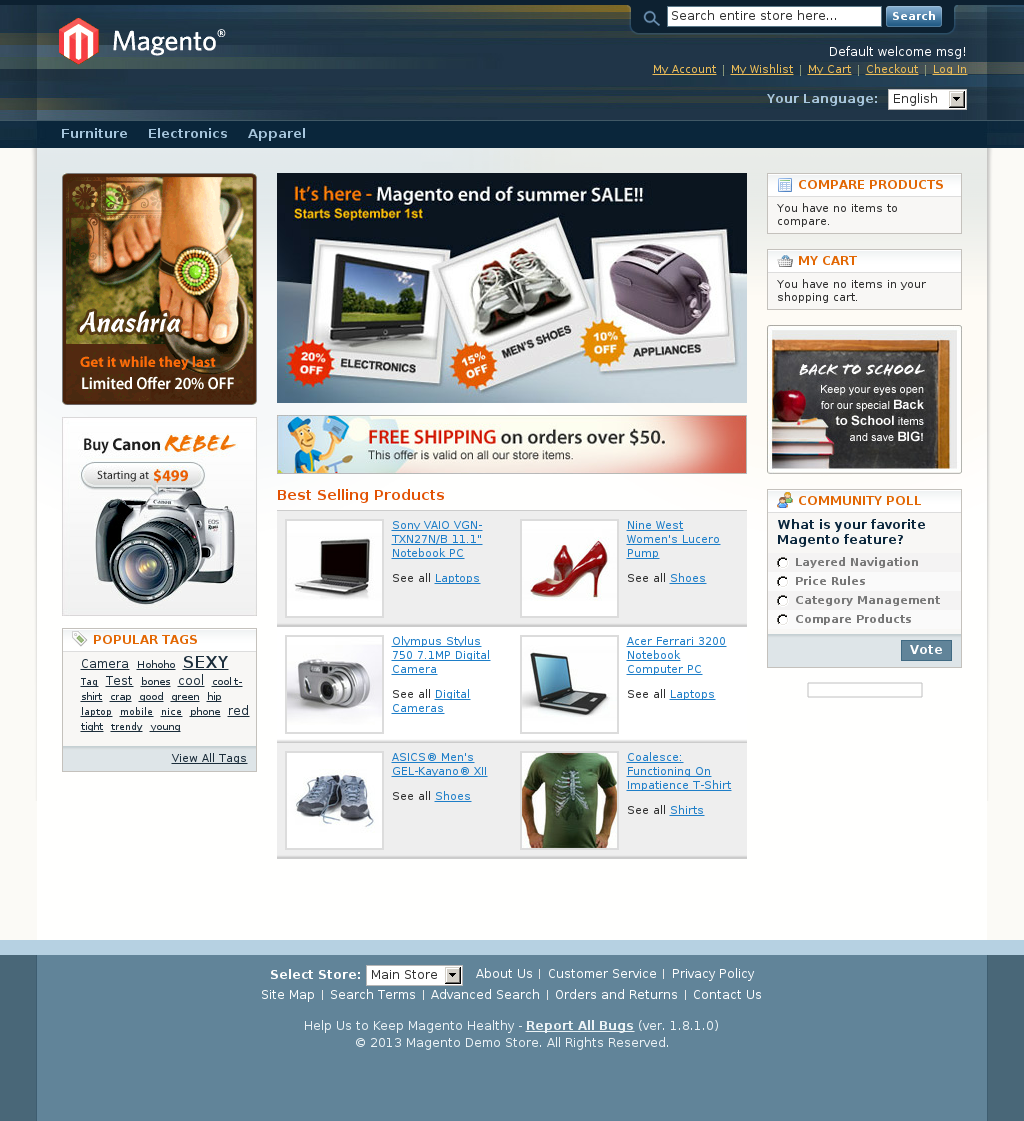 Magento®
Search entire store here...
Search
Default welcome msg!
My Account | My Wishlist | My Cart | Checkout | Log In
Your Language: English
Furniture Electronics Apparel
Anashria
Get it while they last
Limited Offer 20% OFF
Buy Canon REBEL
Starting at $499
Canon
EOS
POPULAR TAGS
Camera Hohoho SEXY
Tag Test bones cool cool t-
shirt crap good green hip
laptop mobile nice phone red
tight trendy young
View All Tags
It's here - Magento end of summer SALE!!
Starts September 1st
20%
OFF
ELECTRONICS
15%
OFF
MEN'S SHOES
10%
OFF
APPLIANCES
FREE SHIPPING on orders over $50.
This offer is valid on all our store items.
Best Selling Products
Sony VAIO VGN-
TXN27N/B 11.1"
Notebook PC
See all Laptops
Nine West
Women's Lucero
Pump
See all Shoes
Olympus Stylus
750 7.1MP Digital
Camera
See all Digital
Cameras
Acer Ferrari 3200
Notebook
Computer PC
See all Laptops
ASICS® Men's
GEL-Kayano® XII
See all Shoes
Coalesce:
Functioning On
Impatience T-Shirt
See all Shirts
COMPARE PRODUCTS
You have no items to
compare.
MY CART
You have no items in your
shopping cart.
BACK TO SCHOOL
Keep your eyes open
for our special Back
to School items
and save BIG!
COMMUNITY POLL
What is your favorite
Magento feature?
Layered Navigation
Price Rules
Category Management
Compare Products
Vote
Select Store: Main Store About Us | Customer Service | Privacy Policy
Site Map | Search Terms | Advanced Search | Orders and Returns | Contact Us
Help Us to Keep Magento Healthy - Report All Bugs (ver. 1.8.1.0)
© 2013 Magento Demo Store. All Rights Reserved.